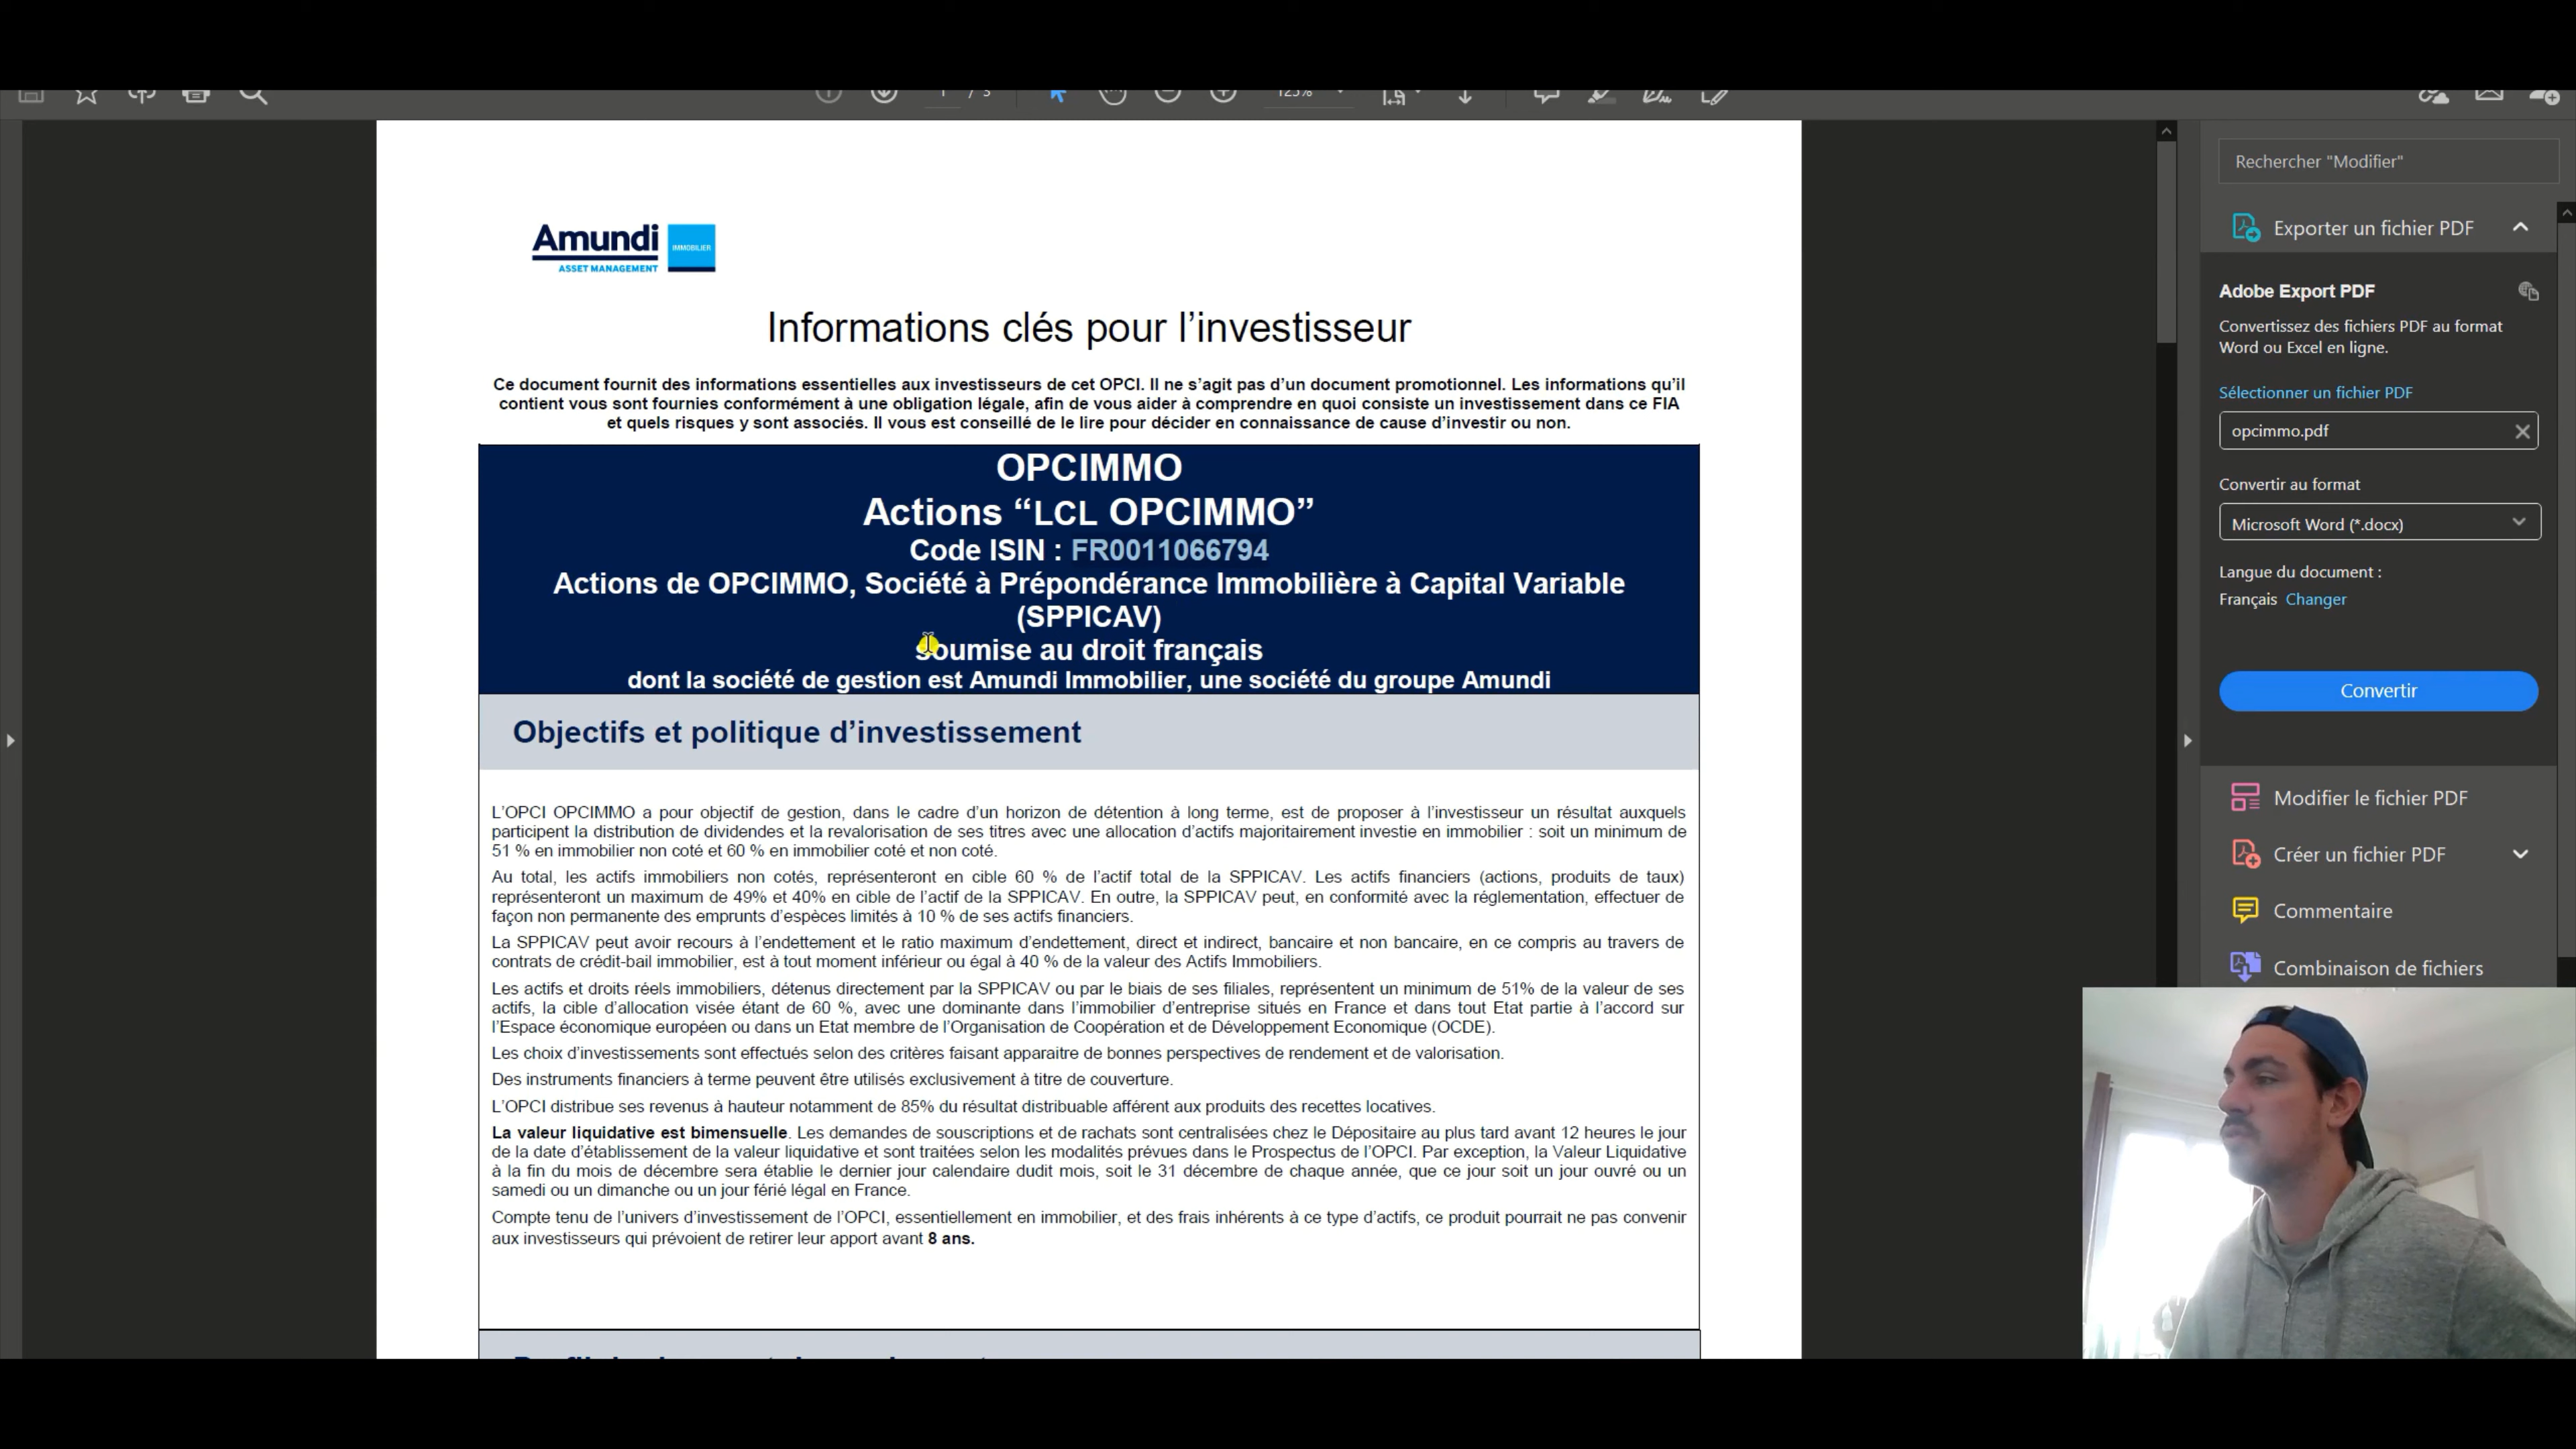 1 / 3
125%
Amundi
ASSET MANAGEMENT
IMMOBILIER
Informations clés pour l’investisseur
Ce document fournit des informations essentielles aux investisseurs de cet OPCI. Il ne s’agit pas d’un document promotionnel. Les informations qu’il
contient vous sont fournies conformément à une obligation légale, afin de vous aider à comprendre en quoi consiste un investissement dans ce FIA
et quels risques y sont associés. Il vous est conseillé de le lire pour décider en connaissance de cause d’investir ou non.
OPCIMMO
Actions “LCL OPCIMMO”
Code ISIN : FR0011066794
Actions de OPCIMMO, Société à Prépondérance Immobilière à Capital Variable
(SPPICAV)
soumise au droit français
dont la société de gestion est Amundi Immobilier, une société du groupe Amundi
Objectifs et politique d’investissement
L’OPCI OPCIMMO a pour objectif de gestion, dans le cadre d’un horizon de détention à long terme, est de proposer à l’investisseur un résultat auxquels
participent la distribution de dividendes et la revalorisation de ses titres avec une allocation d’actifs majoritairement investie en immobilier : soit un minimum de
51 % en immobilier non coté et 60 % en immobilier coté et non coté.
Au total, les actifs immobiliers non cotés, représenteront en cible 60 % de l’actif total de la SPPICAV. Les actifs financiers (actions, produits de taux)
représenteront un maximum de 49% et 40% en cible de l’actif de la SPPICAV. En outre, la SPPICAV peut, en conformité avec la réglementation, effectuer de
façon non permanente des emprunts d’espèces limités à 10 % de ses actifs financiers.
La SPPICAV peut avoir recours à l’endettement et le ratio maximum d’endettement, direct et indirect, bancaire et non bancaire, en ce compris au travers de
contrats de crédit-bail immobilier, est à tout moment inférieur ou égal à 40 % de la valeur des Actifs Immobiliers.
Les actifs et droits réels immobiliers, détenus directement par la SPPICAV ou par le biais de ses filiales, représentent un minimum de 51% de la valeur de ses
actifs, la cible d’allocation visée étant de 60 %, avec une dominante dans l’immobilier d’entreprise situés en France et dans tout Etat partie à l’accord sur
l’Espace économique européen ou dans un Etat membre de l’Organisation de Coopération et de Développement Economique (OCDE).
Les choix d’investissements sont effectués selon des critères faisant apparaitre de bonnes perspectives de rendement et de valorisation.
Des instruments financiers à terme peuvent être utilisés exclusivement à titre de couverture.
L’OPCI distribue ses revenus à hauteur notamment de 85% du résultat distribuable afférent aux produits des recettes locatives.
La valeur liquidative est bimensuelle. Les demandes de souscriptions et de rachats sont centralisées chez le Dépositaire au plus tard avant 12 heures le jour
de la date d’établissement de la valeur liquidative et sont traitées selon les modalités prévues dans le Prospectus de l’OPCI. Par exception, la Valeur Liquidative
à la fin du mois de décembre sera établie le dernier jour calendaire dudit mois, soit le 31 décembre de chaque année, que ce jour soit un jour ouvré ou un
samedi ou un dimanche ou un jour férié légal en France.
Compte tenu de l’univers d’investissement de l’OPCI, essentiellement en immobilier, et des frais inhérents à ce type d’actifs, ce produit pourrait ne pas convenir
aux investisseurs qui prévoient de retirer leur apport avant 8 ans.
Rechercher "Modifier"
Exporter un fichier PDF
Adobe Export PDF
Convertissez des fichiers PDF au format
Word ou Excel en ligne.
Sélectionner un fichier PDF
opcimmo.pdf
Convertir au format
Microsoft Word (*.docx)
Langue du document :
Français Changer
Convertir
Modifier le fichier PDF
Créer un fichier PDF
Commentaire
Combinaison de fichiers